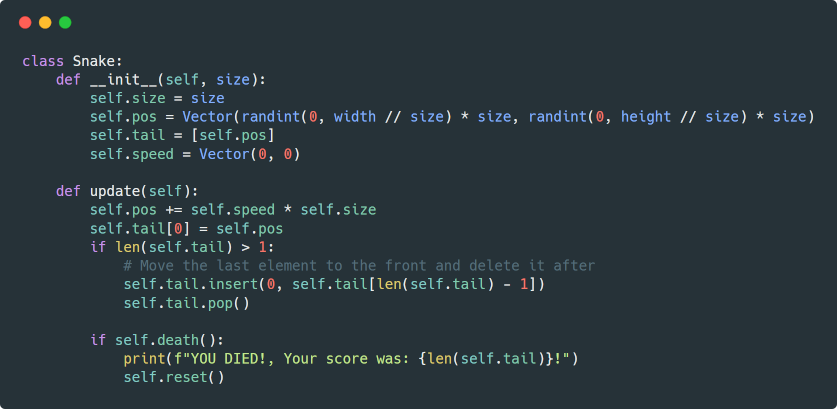 class Snake:
    def __init__(self, size):
        self.size = size
        self.pos = Vector(randint(0, width // size) * size, randint(0, height // size) * size)
        self.tail = [self.pos]
        self.speed = Vector(0, 0)

    def update(self):
        self.pos += self.speed * self.size
        self.tail[0] = self.pos
        if len(self.tail) > 1:
            # Move the last element to the front and delete it after
            self.tail.insert(0, self.tail[len(self.tail) - 1])
            self.tail.pop()

        if self.death():
            print(f"YOU DIED!, Your score was: {len(self.tail)}!")
            self.reset()